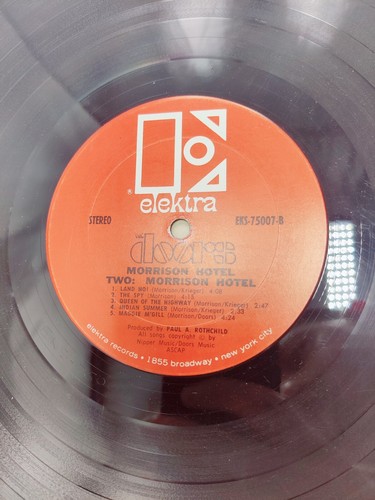 elektra
STEREO EKS-75007-B
the doors
MORRISON HOTEL
TWO: MORRISON HOTEL
1. LAND HO! (Morrison/Krieger) 4:08
2. THE SPY (Morrison) 4:15
3. QUEEN OF THE HIGHWAY (Morrison/Krieger) 2:47
4. INDIAN SUMMER (Morrison/Krieger) 2:33
5. MAGGIE M'GILL (Morrison/Doors) 4:24
Produced by PAUL A. ROTHCHILD
All songs copyright © by
Nipper Music/Doors Music
ASCAP
elektra records • 1855 broadway • new york city